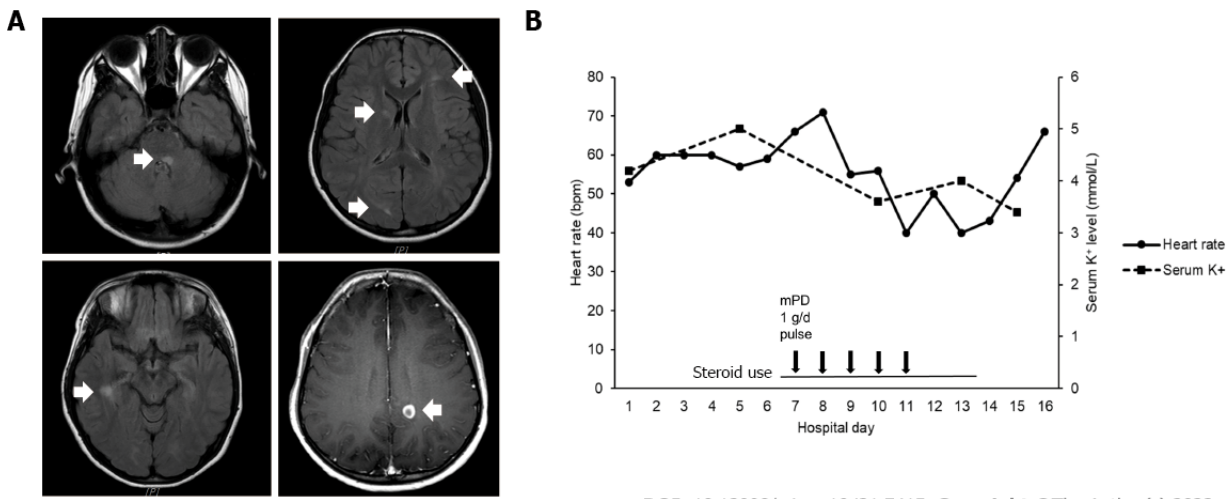 A
B
[P]
[P]
80
70
60
50
40
30
20
10
0
Heart rate (bpm)
6
5
4
3
2
1
0
Serum K+ level (mmol/L)
Heart rate
Serum K+
mPD
1 g/d
pulse
Steroid use
1 2 3 4 5 6 7 8 9 10 11 12 13 14 15 16
Hospital day